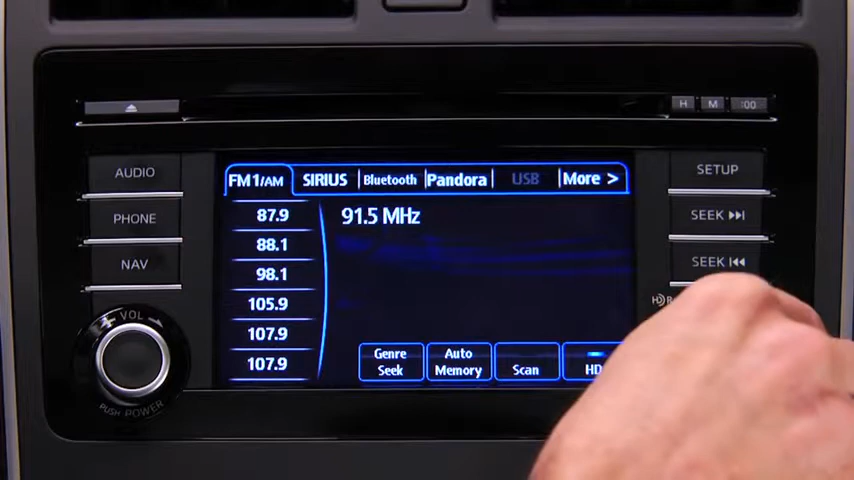 H M :00
AUDIO
PHONE
NAV
VOL
PUSH POWER
FM1/AM SIRIUS Bluetooth Pandora USB More >
87.9
88.1
98.1
105.9
107.9
107.9
91.5 MHz
Genre Seek
Auto Memory
Scan
HD
SETUP
SEEK
SEEK
HD R